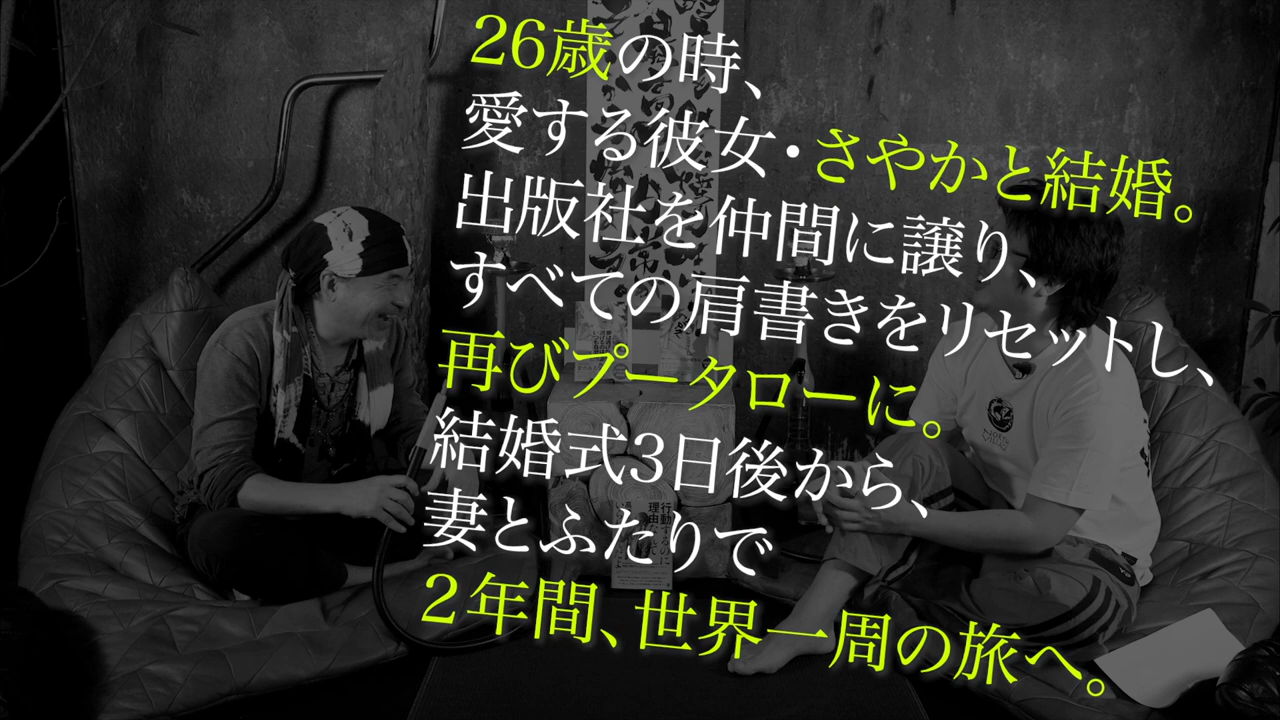 26歳の時、
愛する彼女・さやかと結婚。
出版社を仲間に譲り、
すべての肩書きをリセットし、
再びプータローに。
結婚式3日後から、
妻とふたりで
2年間、世界一周の旅へ。